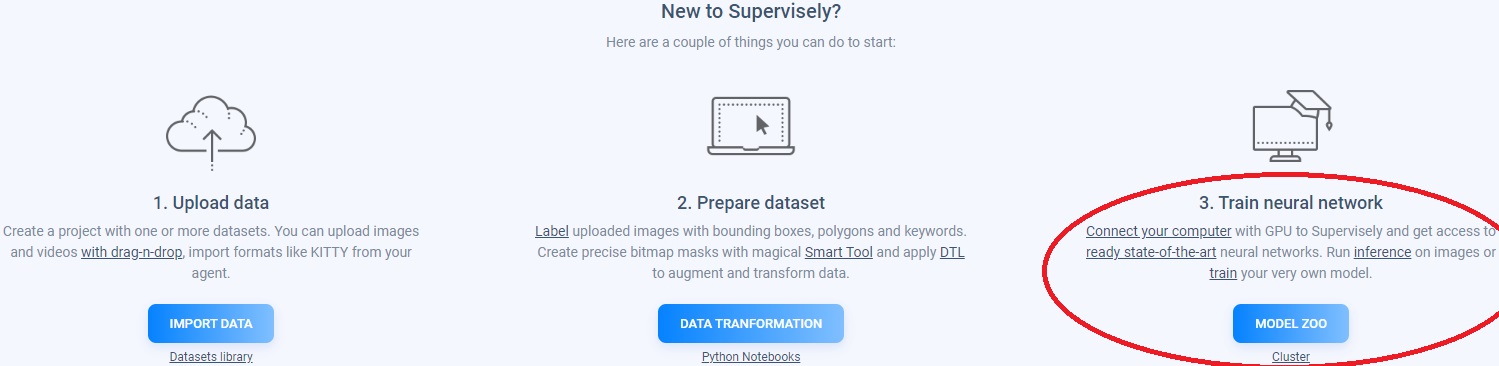 New to Supervisely?
Here are a couple of things you can do to start:
1. Upload data
Create a project with one or more datasets. You can upload images
and videos with drag-n-drop, import formats like KITTY from your
agent.
IMPORT DATA
Datasets library
2. Prepare dataset
Label uploaded images with bounding boxes, polygons and keywords.
Create precise bitmap masks with magical Smart Tool and apply DTL
to augment and transform data.
DATA TRANFORMATION
Python Notebooks
3. Train neural network
Connect your computer with GPU to Supervisely and get access to
ready state-of-the-art neural networks. Run inference on images or
train your very own model.
MODEL ZOO
Cluster